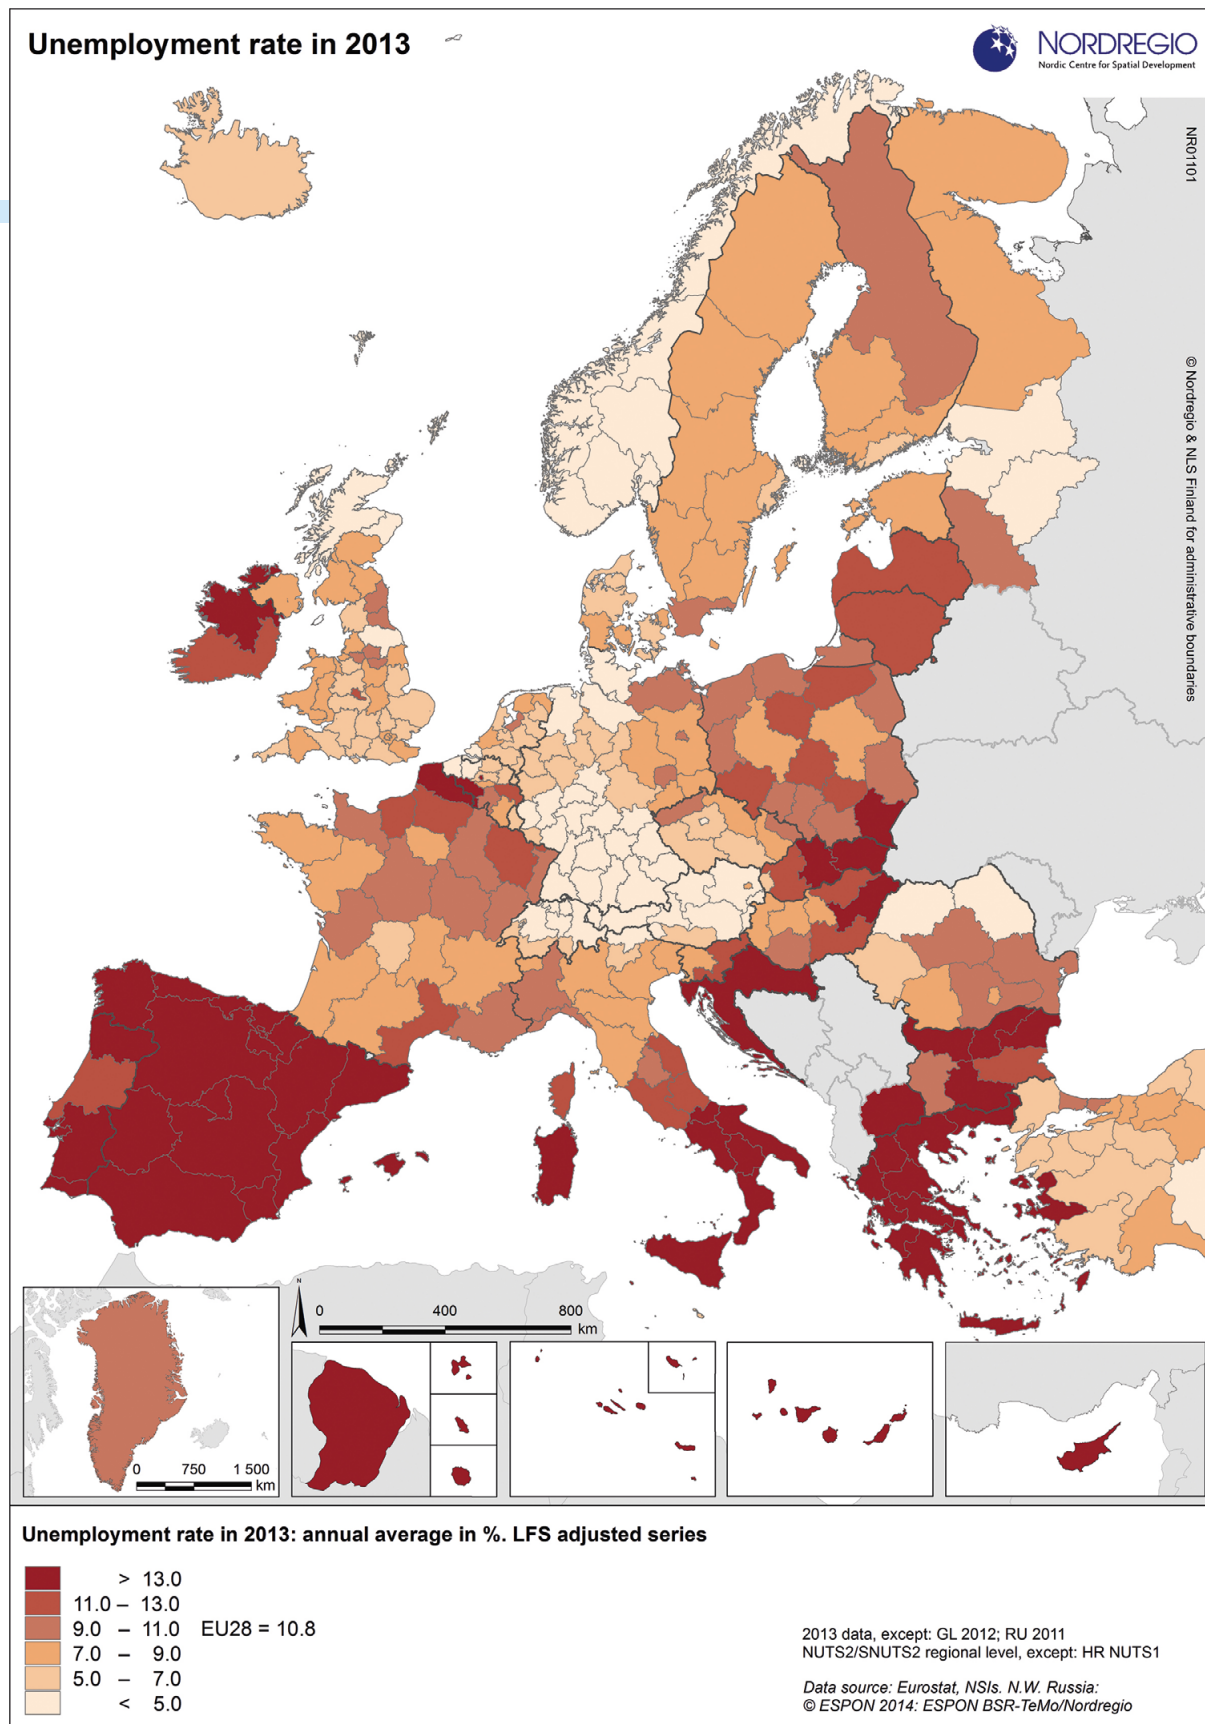 Unemployment rate in 2013
NORDREGIO
Nordic Centre for Spatial Development
NR01101
© Nordregio & NLS Finland for administrative boundaries
N
0 400 800
km
0 750 1 500
km
Unemployment rate in 2013: annual average in %. LFS adjusted series
> 13.0
11.0 – 13.0
9.0 – 11.0 EU28 = 10.8
7.0 – 9.0
5.0 – 7.0
< 5.0
2013 data, except: GL 2012; RU 2011
NUTS2/SNUTS2 regional level, except: HR NUTS1
Data source: Eurostat, NSIs. N.W. Russia:
© ESPON 2014: ESPON BSR-TeMo/Nordregio